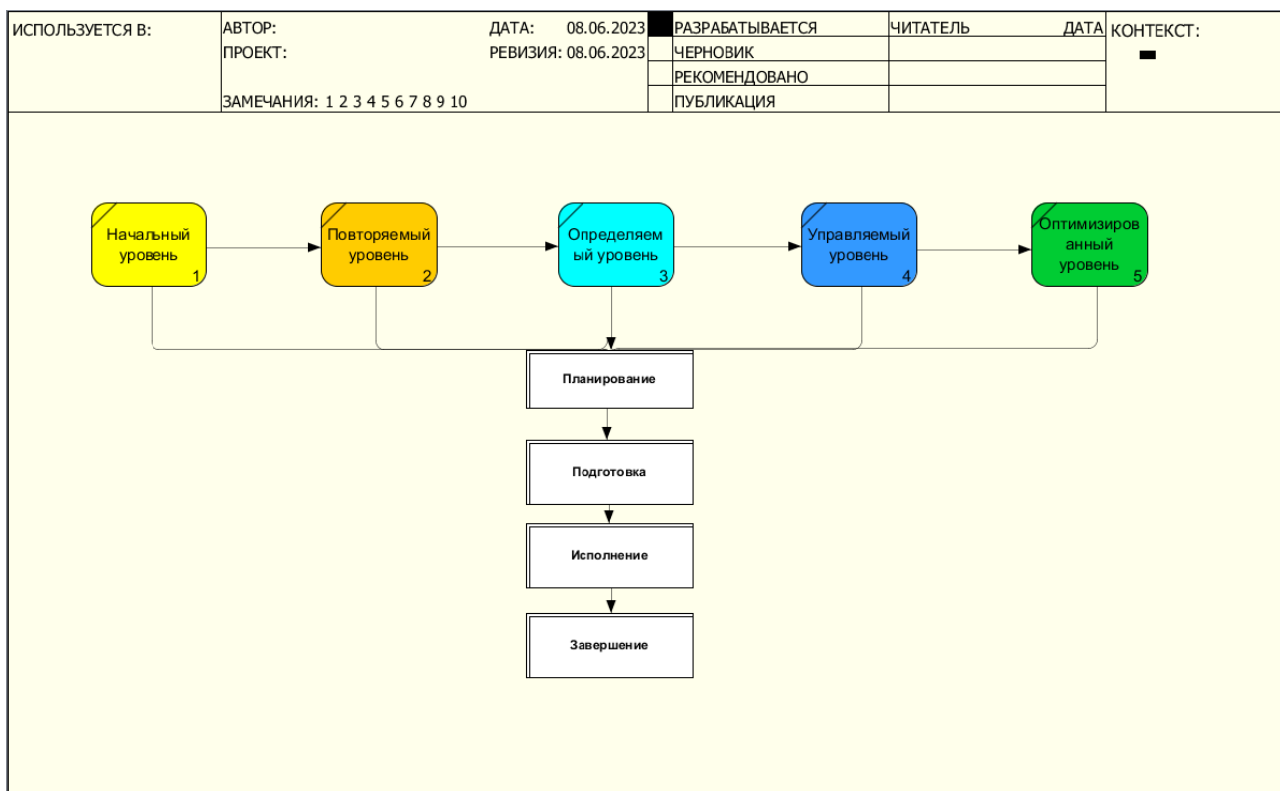 ИСПОЛЬЗУЕТСЯ В:
АВТОР:
ДАТА: 08.06.2023
ПРОЕКТ:
РЕВИЗИЯ: 08.06.2023
ЗАМЕЧАНИЯ: 1 2 3 4 5 6 7 8 9 10
РАЗРАБАТЫВАЕТСЯ
ЧЕРНОВИК
РЕКОМЕНДОВАНО
ПУБЛИКАЦИЯ
ЧИТАТЕЛЬ
ДАТА
КОНТЕКСТ:
Начальный
уровень
1
Повторяемый
уровень
2
Определяем
ый уровень
3
Управляемый
уровень
4
Оптимизиров
анный
уровень
5
Планирование
Подготовка
Исполнение
Завершение